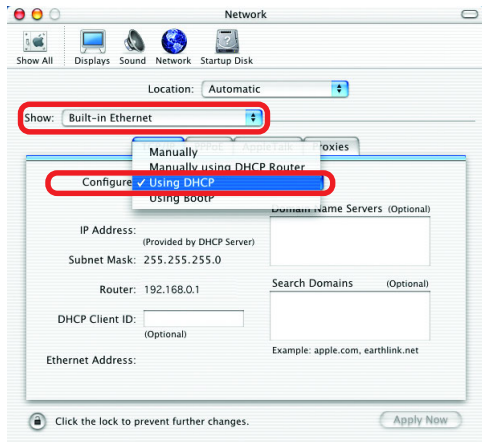 Network
Show All Displays Sound Network Startup Disk
Location: Automatic
Show: Built-in Ethernet
AppleTalk Proxies
Manually
Manually using DHCP Router
Configure ✓ Using DHCP
Using BootP
Domain Name Servers (Optional)
IP Address:
(Provided by DHCP Server)
Subnet Mask: 255.255.255.0
Router: 192.168.0.1
Search Domains (Optional)
DHCP Client ID:
(Optional)
Example: apple.com, earthlink.net
Ethernet Address:
Click the lock to prevent further changes.
Apply Now